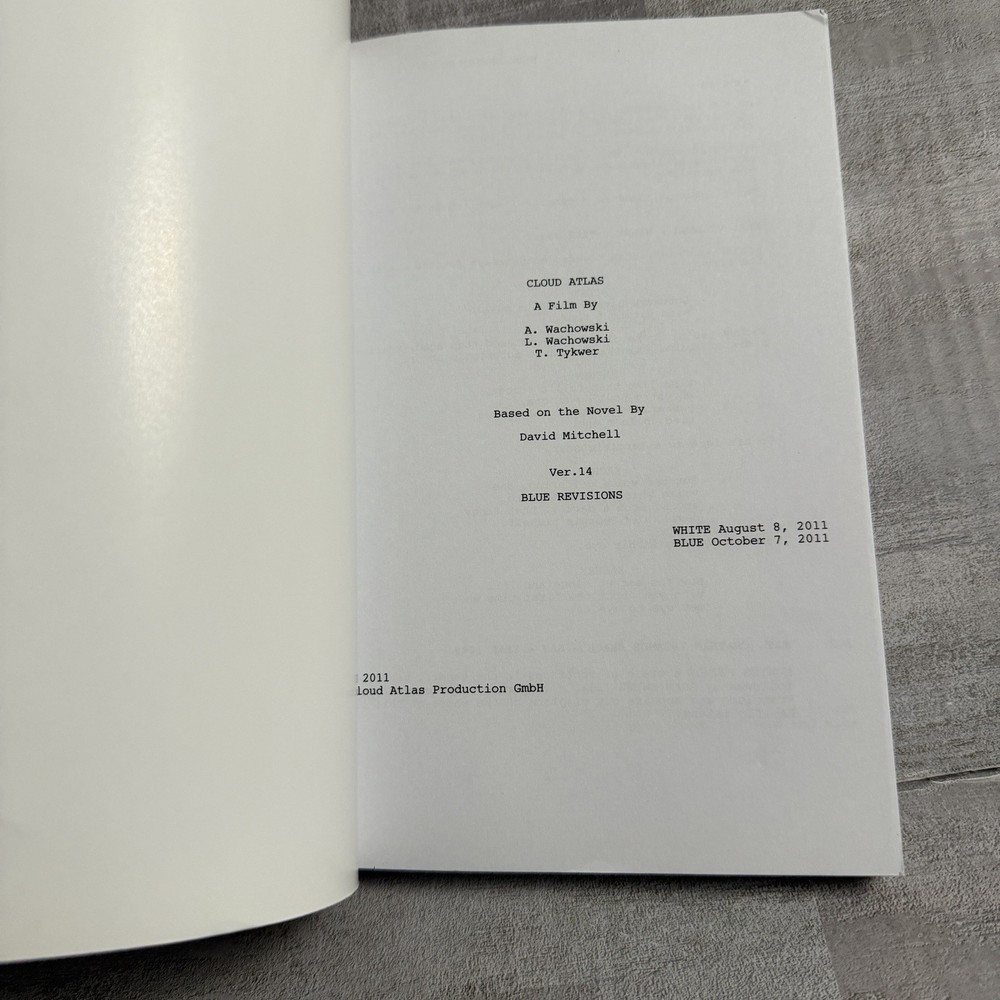 CLOUD ATLAS
A Film By
A. Wachowski
L. Wachowski
T. Tykwer
Based on the Novel By
David Mitchell
Ver.14
BLUE REVISIONS
WHITE August 8, 2011
BLUE October 7, 2011
2011
loud Atlas Production GmbH